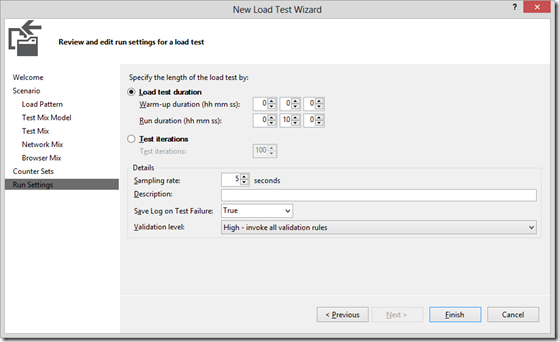 New Load Test Wizard
?
Review and edit run settings for a load test
Welcome
Scenario
Load Pattern
Test Mix Model
Test Mix
Network Mix
Browser Mix
Counter Sets
Run Settings
Specify the length of the load test by:
Load test duration
Warm-up duration (hh mm ss): 0 0 0
Run duration (hh mm ss): 0 10 0
Test iterations
Test iterations: 100
Details
Sampling rate: 5 seconds
Description:
Save Log on Test Failure: True
Validation level: High - invoke all validation rules
< Previous Next > Finish Cancel